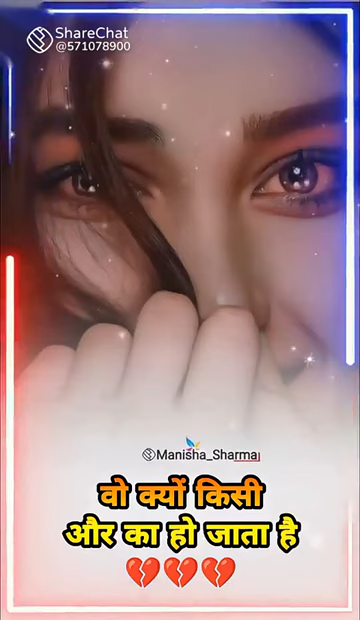 ShareChat
@571078900
@Manisha_Sharma
वो क्यों किसी
और का हो जाता है